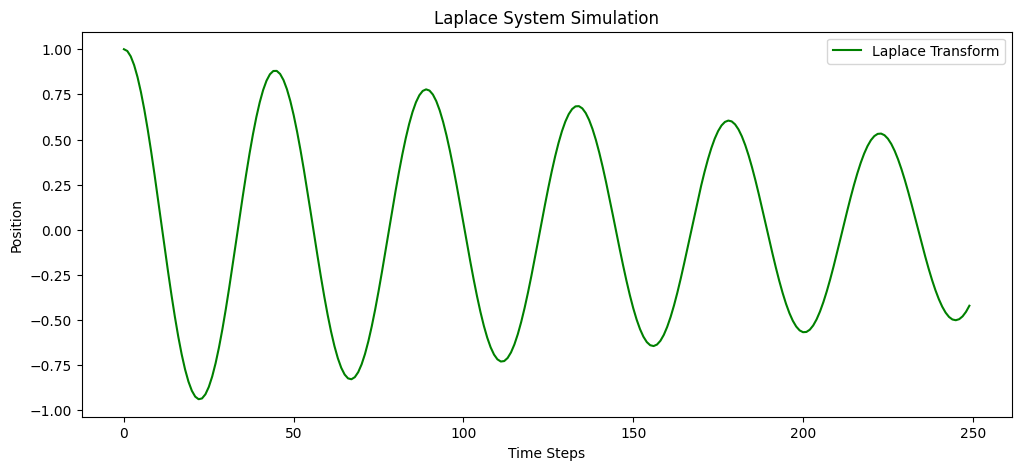 Laplace System Simulation
Laplace Transform
1.00
0.75
0.50
0.25
0.00
−0.25
−0.50
−0.75
−1.00
Position
0 50 100 150 200 250
Time Steps